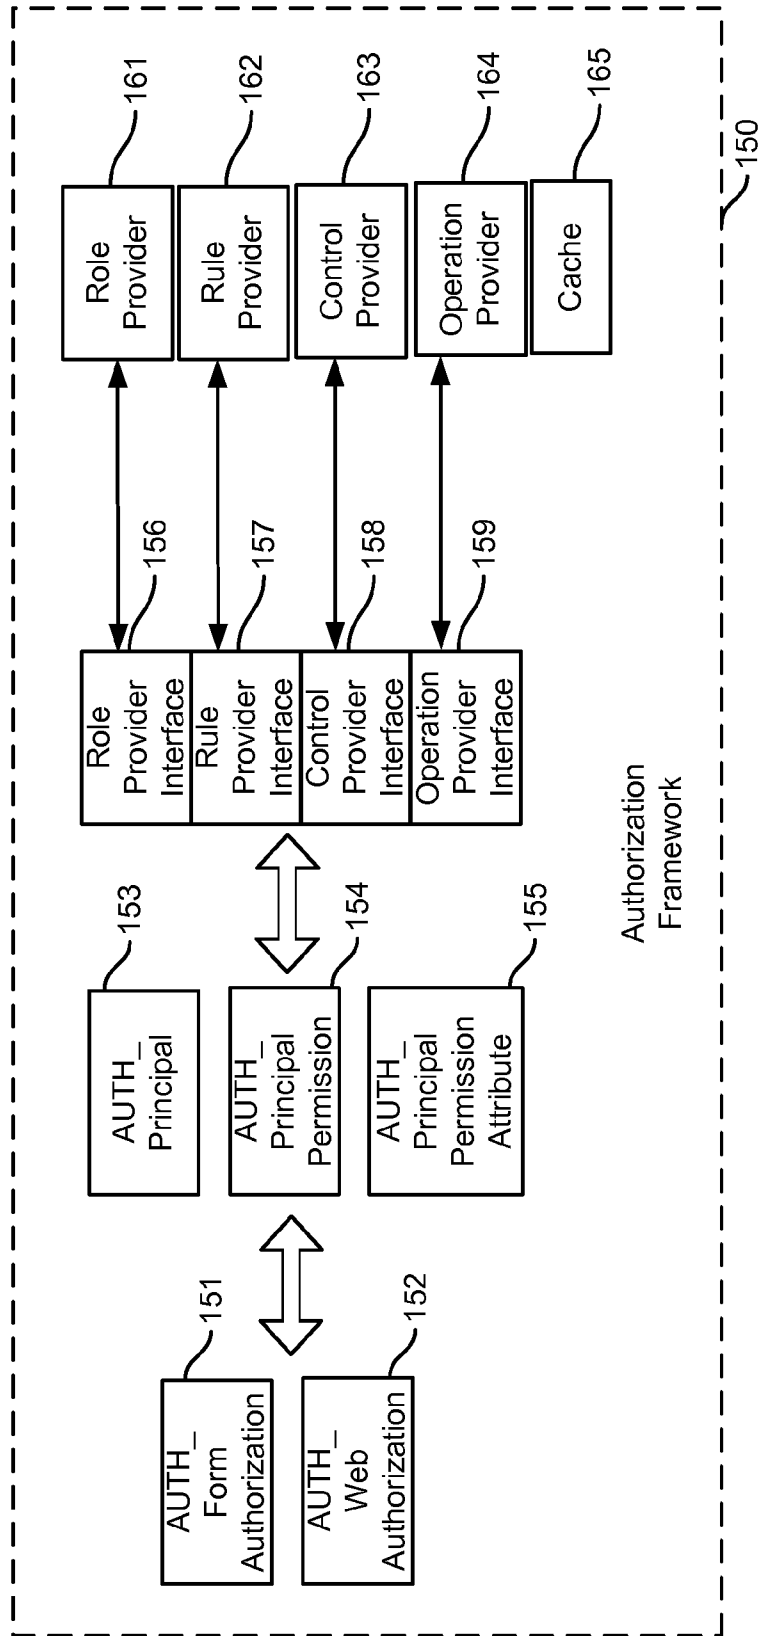 AUTH_
Form
Authorization
151
AUTH_
Web
Authorization
152
AUTH_
Principal
153
AUTH_
Principal
Permission
154
AUTH_
Principal
Permission
Attribute
155
Role
Provider
Interface
156
Rule
Provider
Interface
157
Control
Provider
Interface
158
Operation
Provider
Interface
159
Role
Provider
161
Rule
Provider
162
Control
Provider
163
Operation
Provider
164
Cache
165
Authorization
Framework
150